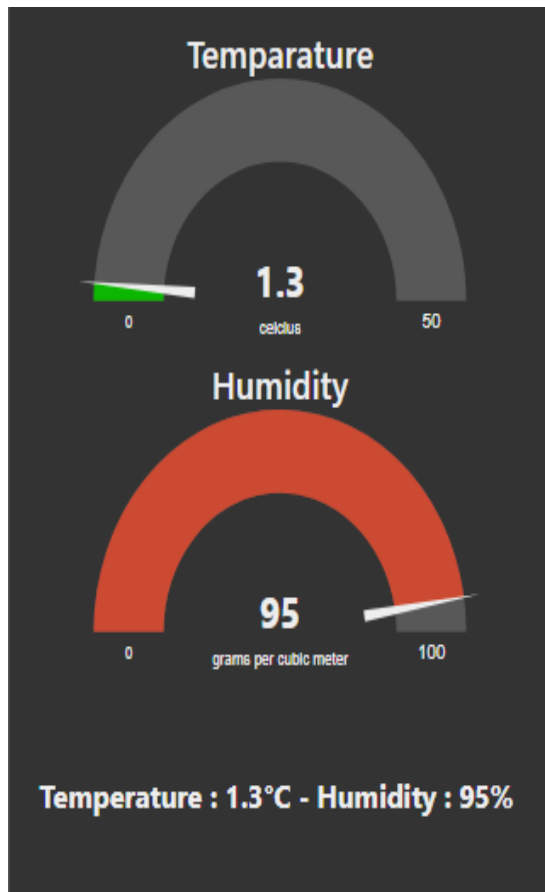 Temparature
1.3
0 celcius 50
Humidity
95
0 grams per cubic meter 100
Temperature : 1.3°C - Humidity : 95%